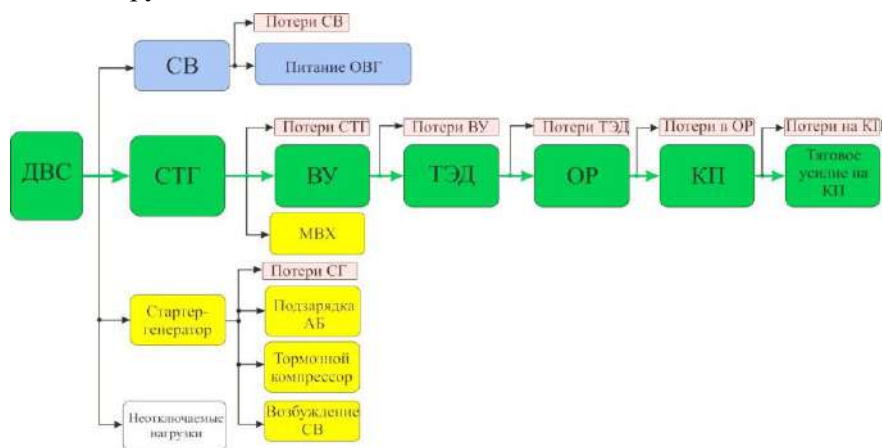 Потери СВ
СВ
Питание ОВГ
Потери СТГ
Потери ВУ
Потери ТЭД
Потери в ОР
Потери на КП
ДВС
СТГ
ВУ
ТЭД
ОР
КП
Тяговое
усилие на
КП
МВХ
Потери СГ
Стартер-
генератор
Подзарядка
АБ
Тормозной
компрессор
Неотключаемые
нагрузки
Возбуждение
СВ